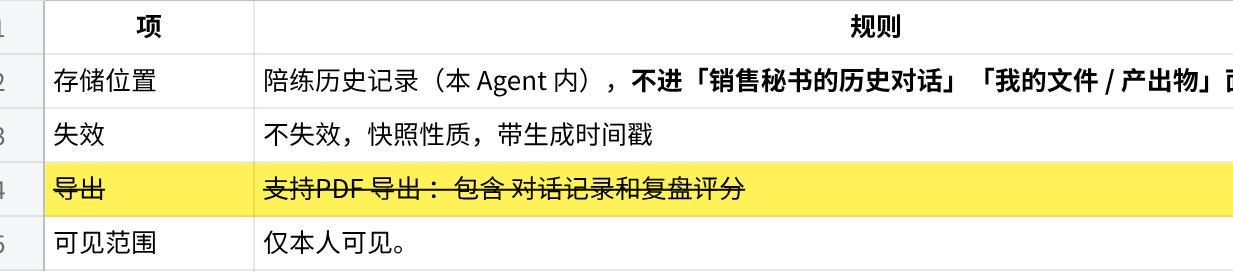 项 规则
2 存储位置 陪练历史记录（本 Agent 内），不进「销售秘书的历史对话」「我的文件 / 产出物」
失效 不失效，快照性质，带生成时间戳
导出 支持PDF 导出： 包含 对话记录和复盘评分
可见范围 仅本人可见。